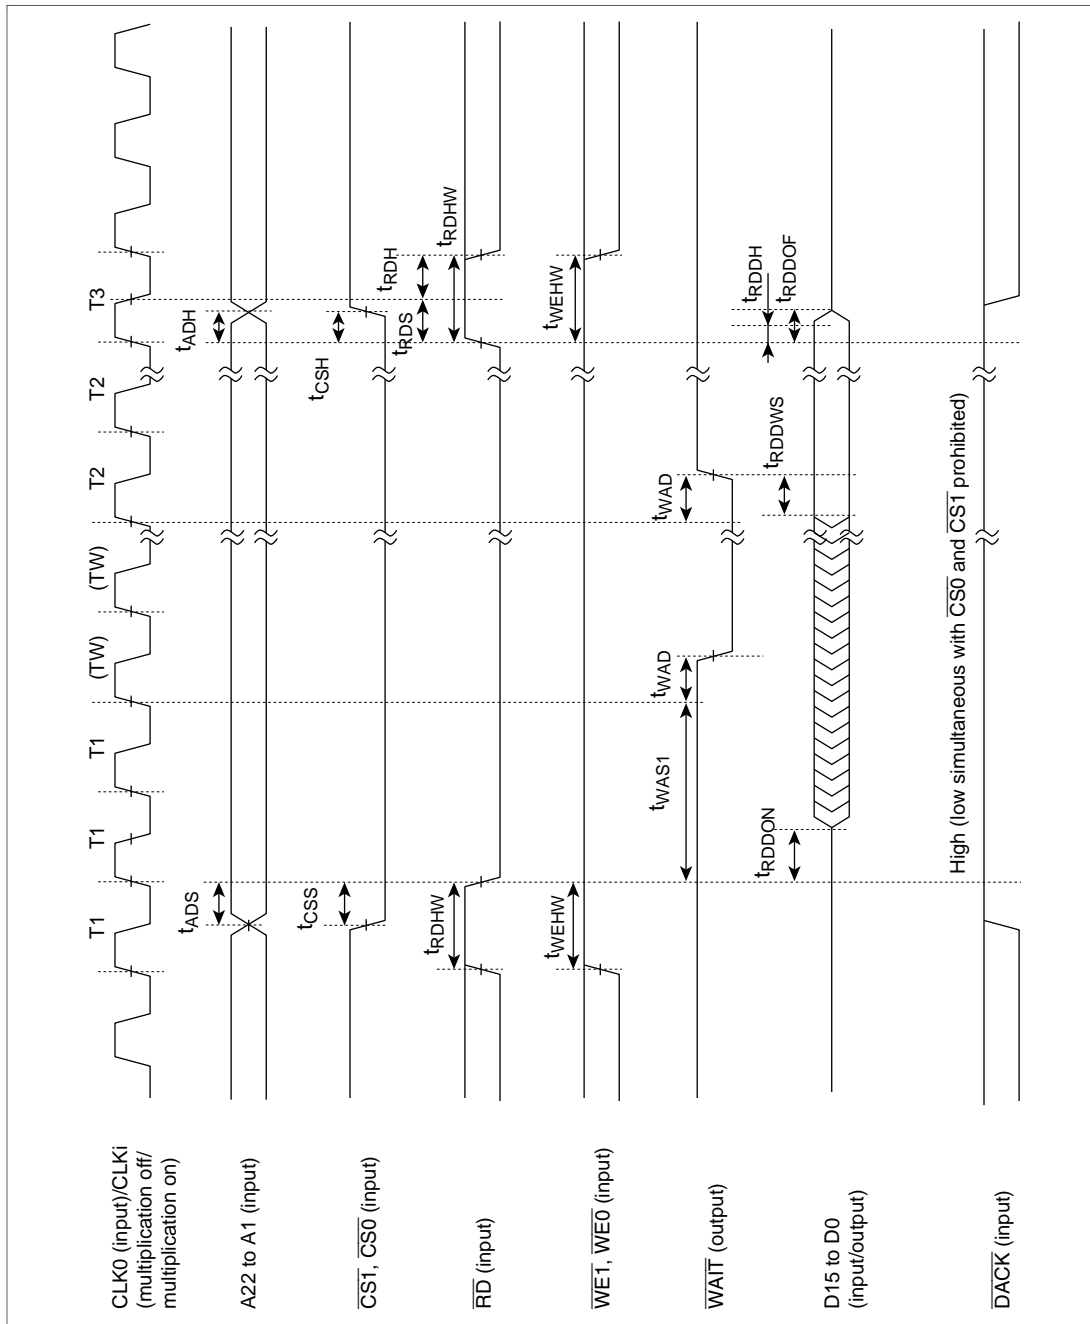 CLK0 (input)/CLKi
(multiplication off/
multiplication on)
T1
T1
T1
(TW)
(TW)
T2
T2
T3
A22 to A1 (input)
tADS
tADH
CS1, CS0 (input)
tCSS
tCSH
RD (input)
tRDHW
tRDS
tRDH
tRDHW
WE1, WE0 (input)
tWEHW
tWEHW
WAIT (output)
tWAS1
tWAD
tWAD
D15 to D0
(input/output)
tRDDON
tRDDWS
tRDDH
tRDDOF
DACK (input)
High (low simultaneous with CS0 and CS1 prohibited)